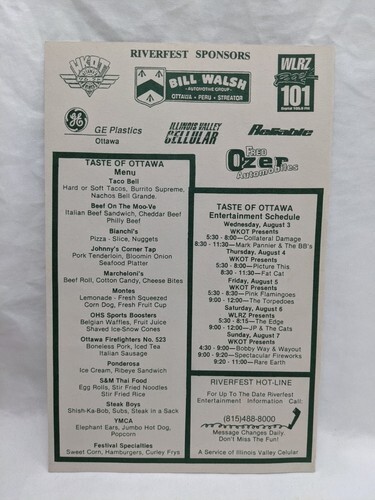 RIVERFEST SPONSORS
WKOT
BILL WALSH
AUTOMOTIVE GROUP
OTTAWA - PERU - STREATOR
WLRZ
101
GE Plastics
Ottawa
ILLINOIS VALLEY
CELLULAR
Reliable
FRED
Ozer
Automobiles
TASTE OF OTTAWA
Menu
Taco Bell
Hard or Soft Tacos, Burrito Supreme,
Nachos Bell Grande
Beef On The Moo-Ve
Italian Beef Sandwich, Cheddar Beef
Philly Beef
Bianchi's
Pizza - Slice, Nuggets
Johnny's Corner Tap
Pork Tenderloin, Bloomin Onion
Seafood Platter
Marcheloni's
Beef Roll, Cotton Candy, Cheese Bites
Montes
Lemonade - Fresh Squeezed
Corn Dog, Fresh Fruit Cup
OHS Sports Boosters
Belgian Waffles, Fruit Juice
Shaved Ice-Snow Cones
Ottawa Firefighters No. 523
Boneless Pork, Iced Tea
Italian Sausage
Ponderosa
Ice Cream, Ribeye Sandwich
S&M Thai Food
Egg Rolls, Stir Fried Noodles
Stir Fried Rice
Steak Boys
Shish-Ka-Bob, Subs, Steak in a Sack
YMCA
Elephant Ears, Jumbo Hot Dog,
Popcorn
Festival Specialties
Sweet Corn, Hamburgers, Curley Frys
TASTE OF OTTAWA
Entertainment Schedule
Wednesday, August 3
WKOT Presents
5:30 - 8:00—Collateral Damage
8:30 - 11:30—Mark Pannier & The BB's
Thursday, August 4
WKOT Presents
5:30 - 8:00—Picture This
8:30 - 11:30—Fat Cat
Friday, August 5
WKOT Presents
5:30 - 8:30—Pink Flamingoes
9:00 - 12:00—The Torpedoes
Saturday, August 6
WLRZ Presents
5:30 - 8:15—The Edge
9:00 - 12:00—JP & The Cats
Sunday, August 7
WKOT Presents
4:30 - 9:00—Bobby Way & Wayout
9:00 - 9:20—Spectacular Fireworks
9:20 - 11:00—Rare Earth
RIVERFEST HOT-LINE
For Up To The Date Riverfest
Entertainment Information Call:
(815)488-8000
Message Changes Daily.
Don't Miss The Fun!
A Service of Illinois Valley Celular